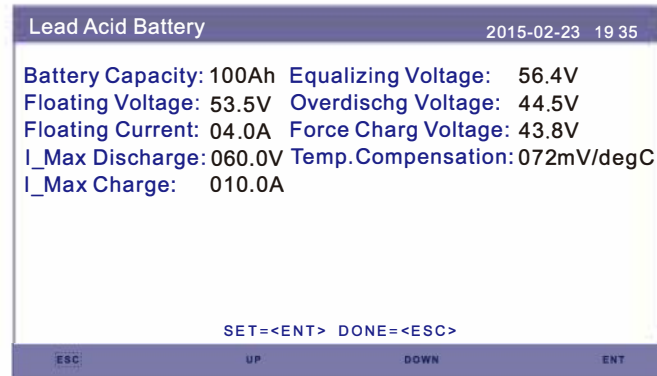 Lead Acid Battery 2015-02-23 19 35
Battery Capacity: 100Ah Equalizing Voltage: 56.4V
Floating Voltage: 53.5V Overdischg Voltage: 44.5V
Floating Current: 04.0A Force Charg Voltage: 43.8V
I_Max Discharge: 060.0V Temp.Compensation: 072mV/degC
I_Max Charge: 010.0A
SET=<ENT> DONE=<ESC>
ESC UP DOWN ENT